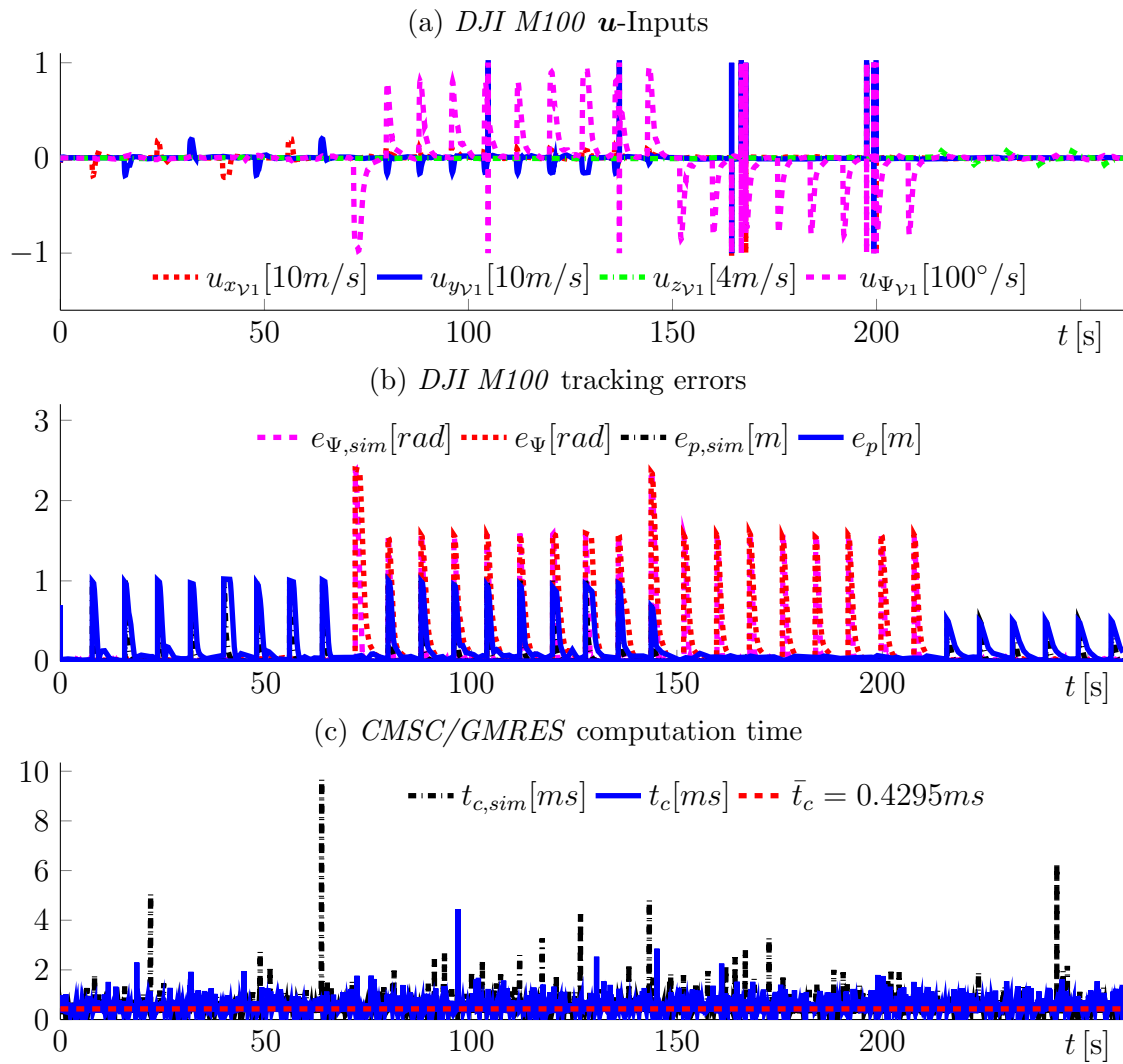 (a) DJI M100 u-Inputs
1
0
−1
u_{x_{𝒱1}}[10m/s] u_{y_{𝒱1}}[10m/s] u_{z_{𝒱1}}[4m/s] u_{Ψ_{𝒱1}}[100°/s]
0 50 100 150 200 t [s]
(b) DJI M100 tracking errors
3
e_{Ψ,sim}[rad] e_Ψ[rad] e_{p,sim}[m] e_p[m]
2
1
0
0 50 100 150 200 t [s]
(c) CMSC/GMRES computation time
10
t_{c,sim}[ms] t_c[ms] t̄_c = 0.4295ms
8
6
4
2
0
0 50 100 150 200 t [s]